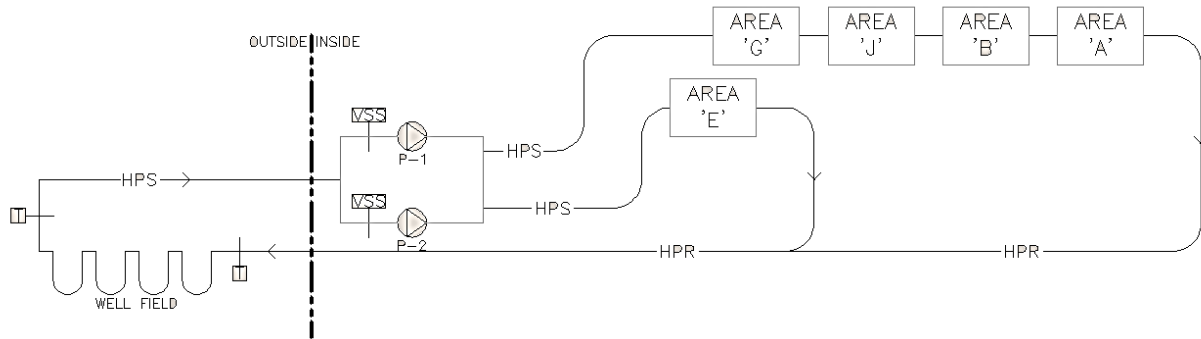 AREA
'G'
AREA
'J'
AREA
'B'
AREA
'A'
OUTSIDE INSIDE
AREA
'E'
VSS
P-1
HPS
HPS
VSS
HPS
T
P-2
HPR
HPR
T
WELL FIELD